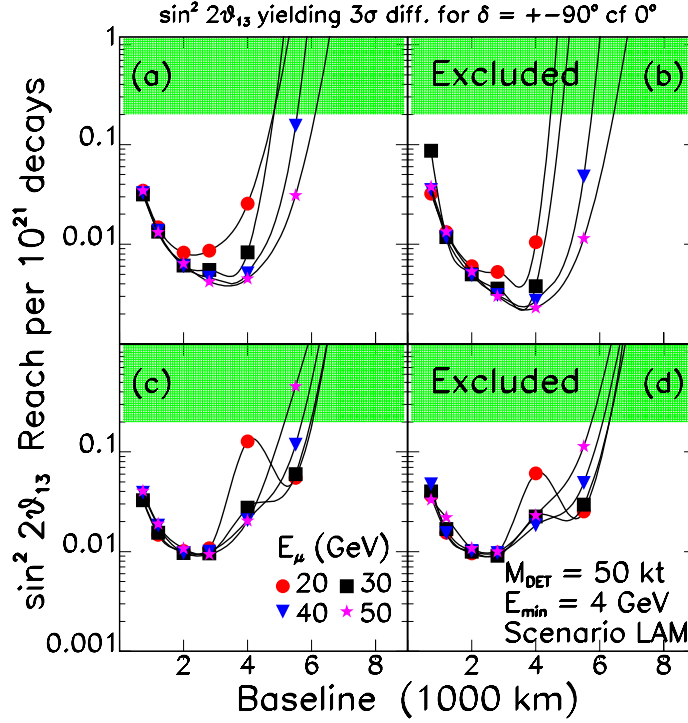 sin² 2ϑ₁₃ yielding 3σ diff. for δ = +−90° cf 0°
sin² 2ϑ₁₃ Reach per 10²¹ decays
1
0.1
0.01
0.1
0.01
0.001
(a)
Excluded (b)
(c)
Excluded (d)
E_μ (GeV)
20 30
40 50
M_DET = 50 kt
E_min = 4 GeV
Scenario LAM
2 4 6 8 2 4 6 8
Baseline (1000 km)